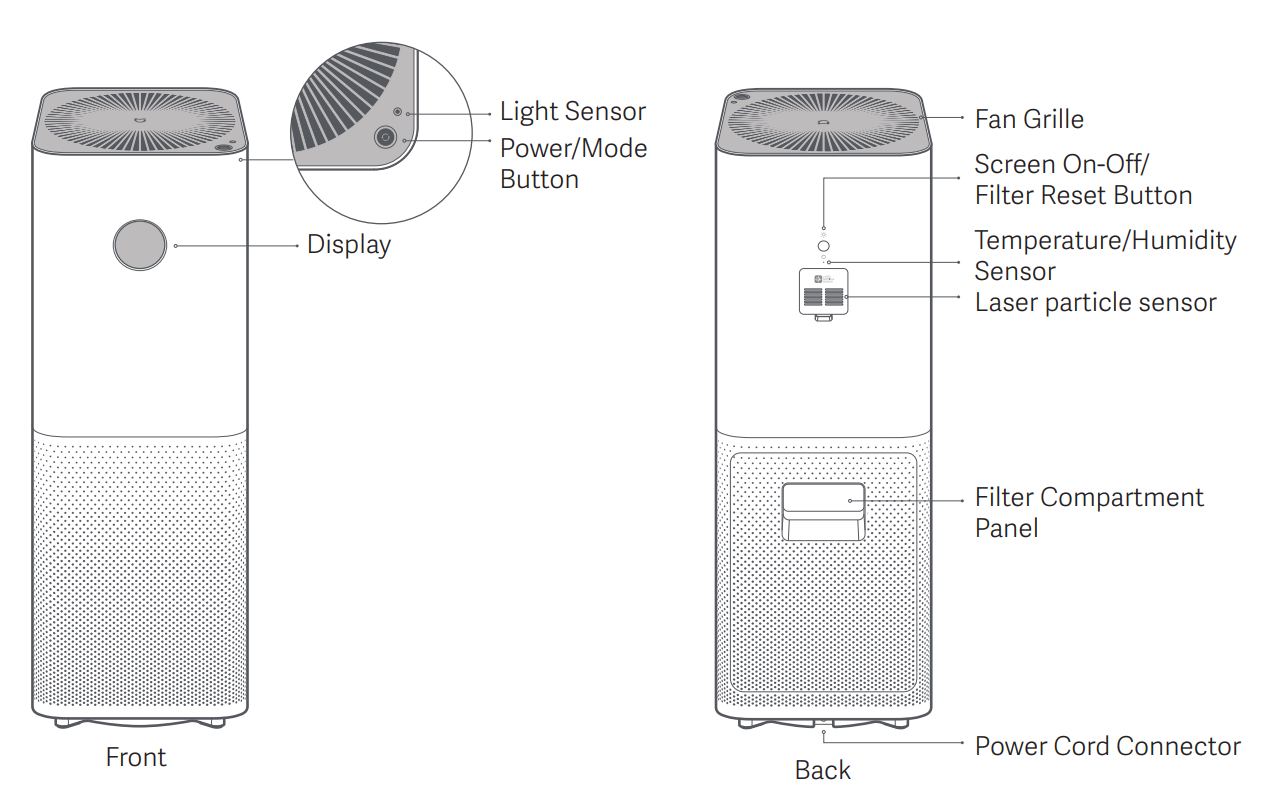 Light Sensor
Power/Mode
Button
Display
Front
Fan Grille
Screen On-Off/
Filter Reset Button
Temperature/Humidity
Sensor
Laser particle sensor
Filter Compartment
Panel
Power Cord Connector
Back